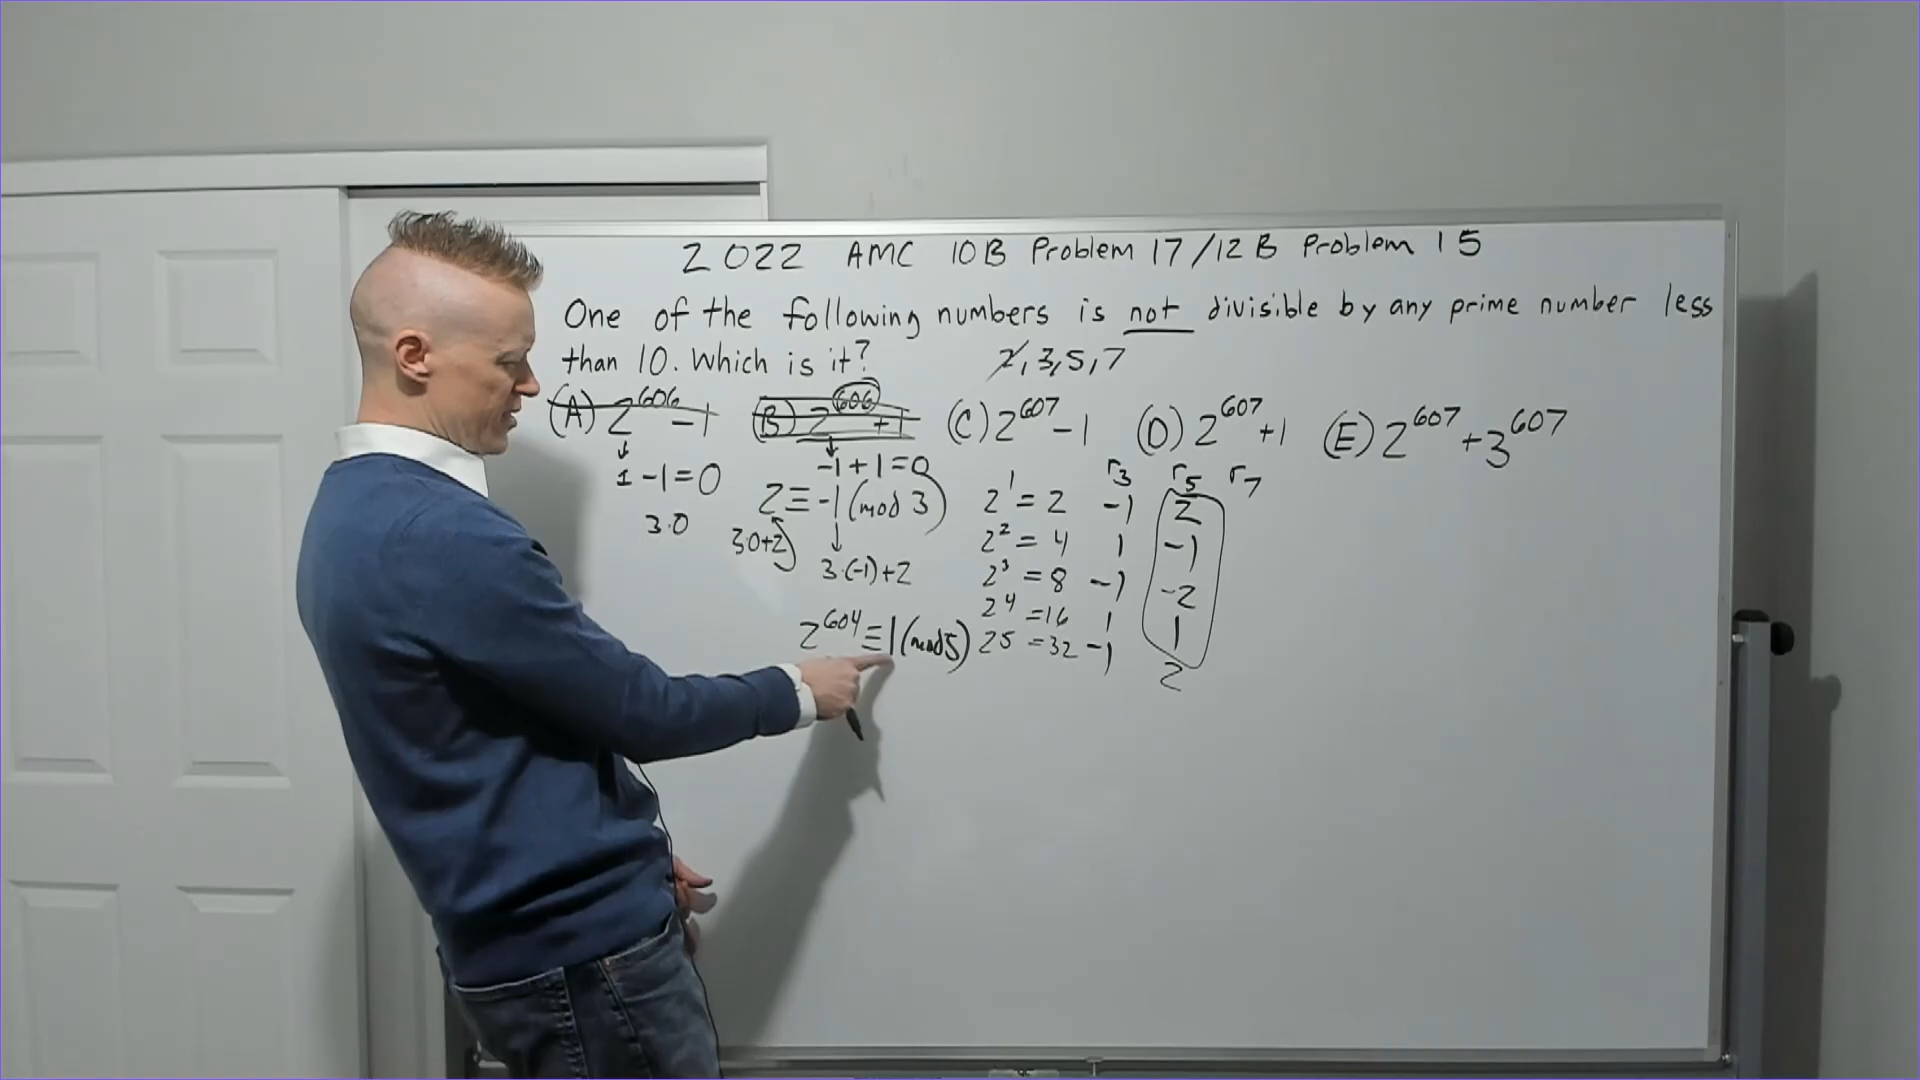 2022 AMC 10B Problem 17/12B Problem 15
One of the following numbers is not divisible by any prime number less
than 10. Which is it? 2,3,5,7
(A) 2^606 -1 (B) 2^606 +1 (C) 2^607 -1 (D) 2^607 +1 (E) 2^607 + 3^607
1-1=0
3·0
-1+1=0
2≡-1(mod 3)
3·0+2
3·(-1)+2
2^604≡1(mod5)
r3 r5 r7
2^1 = 2 -1 2
2^2 = 4 1 -1
2^3 = 8 -1 -2
2^4 =16 1 1
25 =32 -1 2